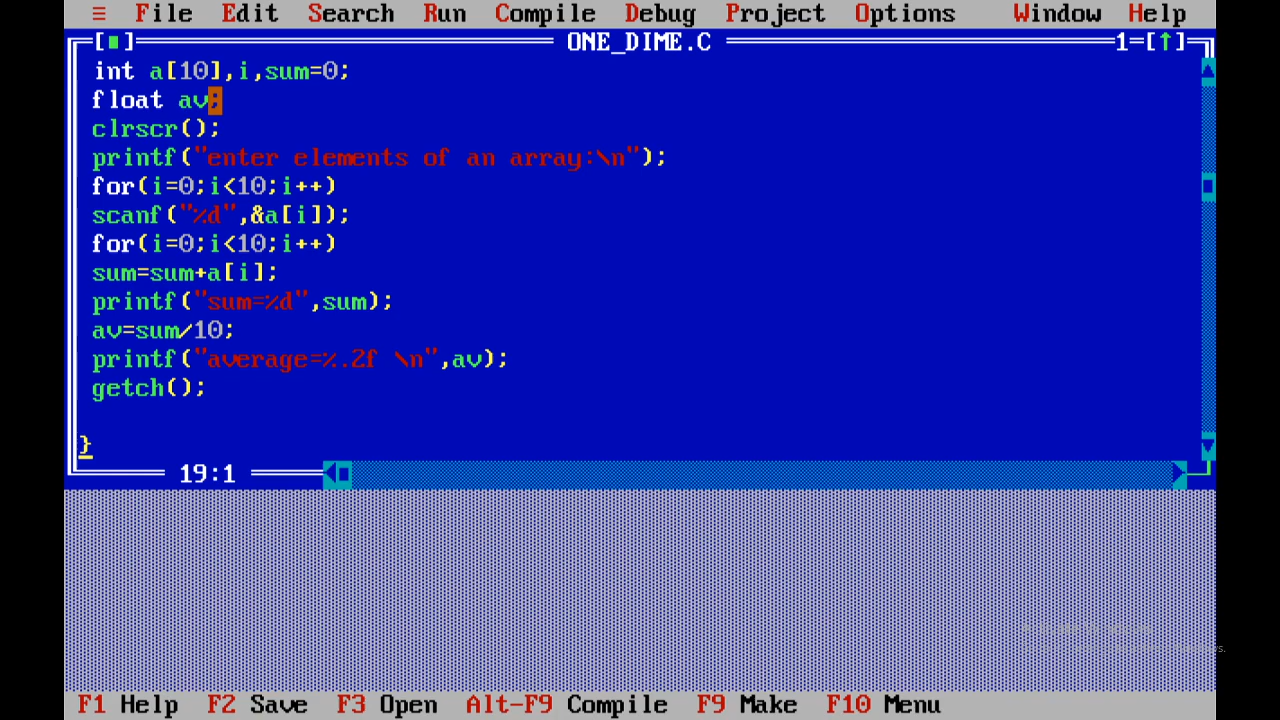 ≡ File Edit Search Run Compile Debug Project Options Window Help
[■] ONE_DIME.C 1=[↑]
int a[10],i,sum=0;
float av;
clrscr();
printf("enter elements of an array:\n");
for(i=0;i<10;i++)
scanf("%d",&a[i]);
for(i=0;i<10;i++)
sum=sum+a[i];
printf("sum=%d",sum);
av=sum/10;
printf("average=%.2f \n",av);
getch();
}
19:1
F1 Help F2 Save F3 Open Alt-F9 Compile F9 Make F10 Menu